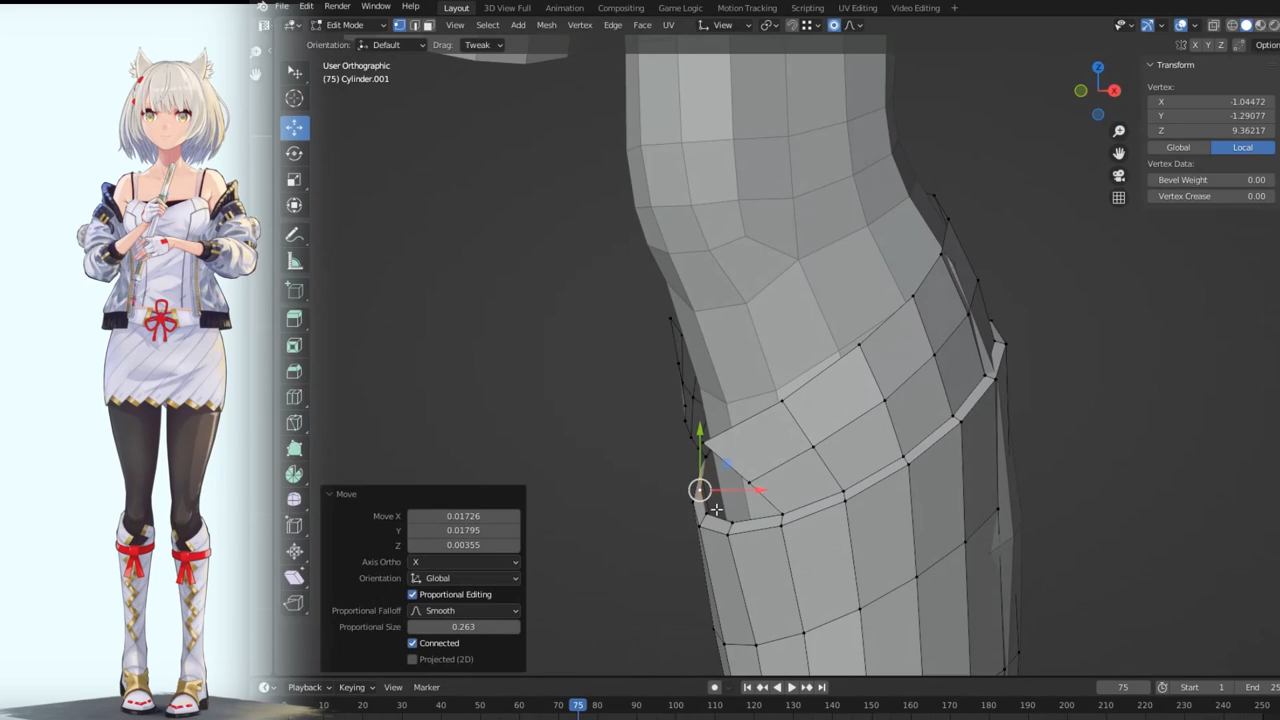 File Edit Render Window Help Layout 3D View Full Animation Compositing Game Logic Motion Tracking Scripting UV Editing Video Editing +
Edit Mode View Select Add Mesh Vertex Edge Face UV View
Orientation: Default Drag: Tweak X Y Z Option
User Orthographic
(75) Cylinder.001
Z
X
Transform
Vertex:
X -1.04472
Y -1.29077
Z 9.36217
Global Local
Vertex Data:
Bevel Weight 0.00
Vertex Crease 0.00
Move
Move X 0.01726
Y 0.01795
Z 0.00355
Axis Ortho X
Orientation Global
Proportional Editing
Proportional Falloff Smooth
Proportional Size 0.263
Connected
Projected (2D)
Playback Keying View Marker 75 Start 1 End 25
10 20 30 40 50 60 70 75 80 90 100 110 120 130 140 150 160 170 180 190 200 210 220 230 240 250